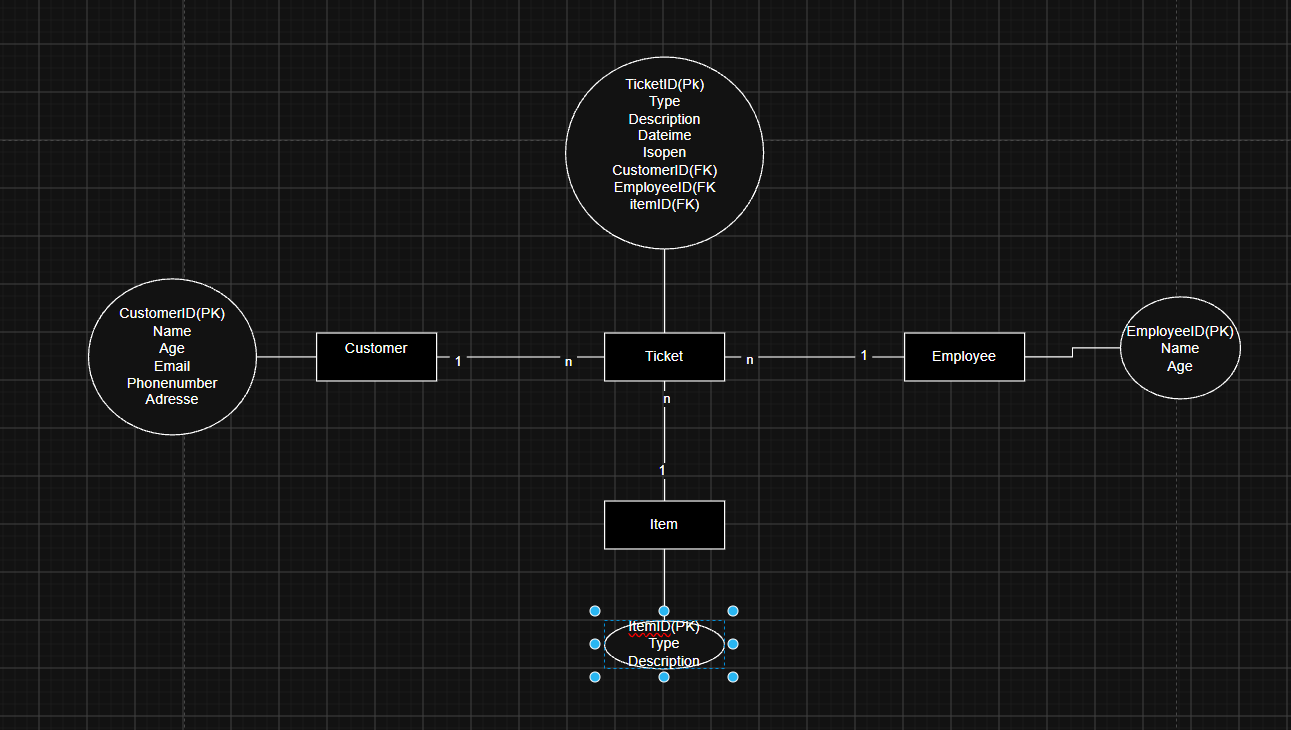 TicketID(Pk)
Type
Description
Dateime
Isopen
CustomerID(FK)
EmployeeID(FK
itemID(FK)
CustomerID(PK)
Name
Age
Email
Phonenumber
Adresse
Customer
1
n
Ticket
n
1
Employee
EmployeeID(PK)
Name
Age
n
1
Item
ItemID(PK)
Type
Description